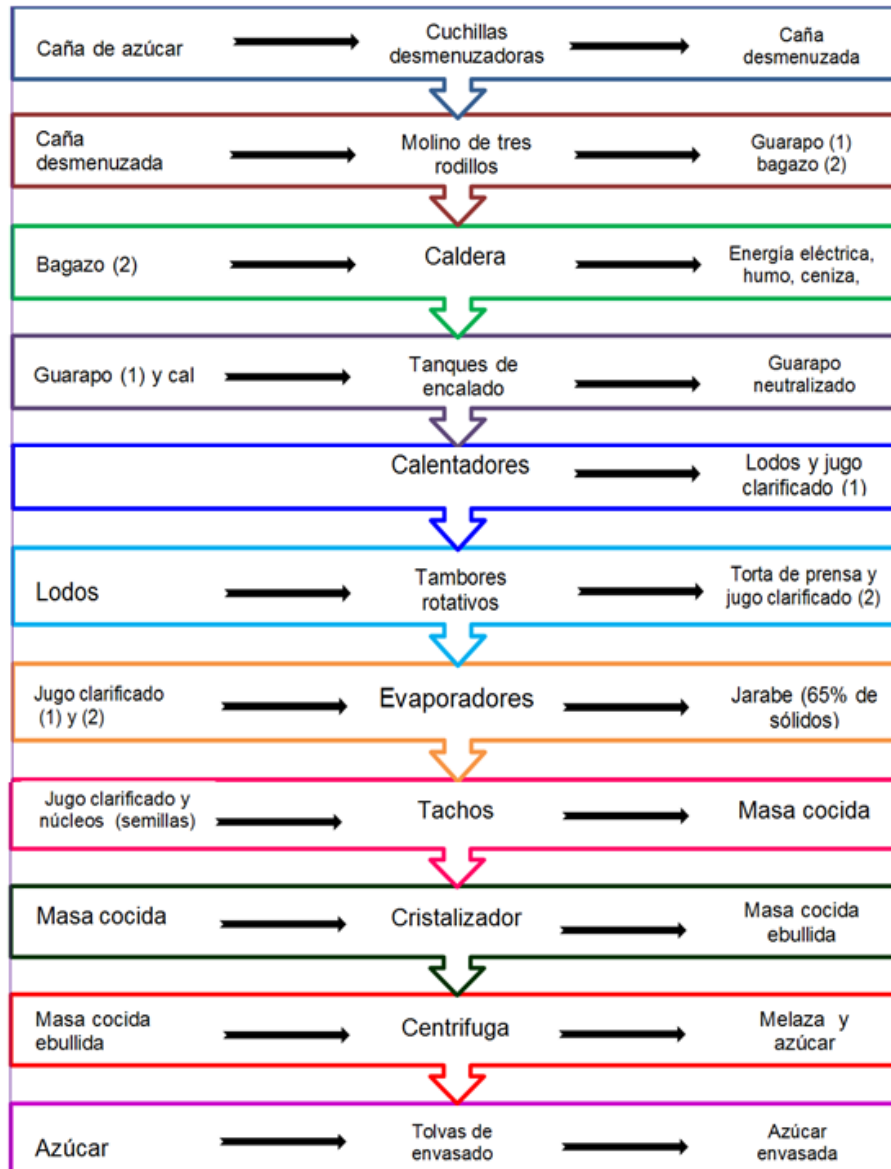 Caña de azúcar
Cuchillas
desmenuzadoras
Caña
desmenuzada
Caña
desmenuzada
Molino de tres
rodillos
Guarapo (1)
bagazo (2)
Bagazo (2)
Caldera
Energía eléctrica,
humo, ceniza,
Guarapo (1) y cal
Tanques de
encalado
Guarapo
neutralizado
Calentadores
Lodos y jugo
clarificado (1)
Lodos
Tambores
rotativos
Torta de prensa y
jugo clarificado (2)
Jugo clarificado
(1) y (2)
Evaporadores
Jarabe (65% de
sólidos)
Jugo clarificado y
núcleos (semillas)
Tachos
Masa cocida
Masa cocida
Cristalizador
Masa cocida
ebullida
Masa cocida
ebullida
Centrifuga
Melaza y
azúcar
Azúcar
Tolvas de
envasado
Azúcar
envasada